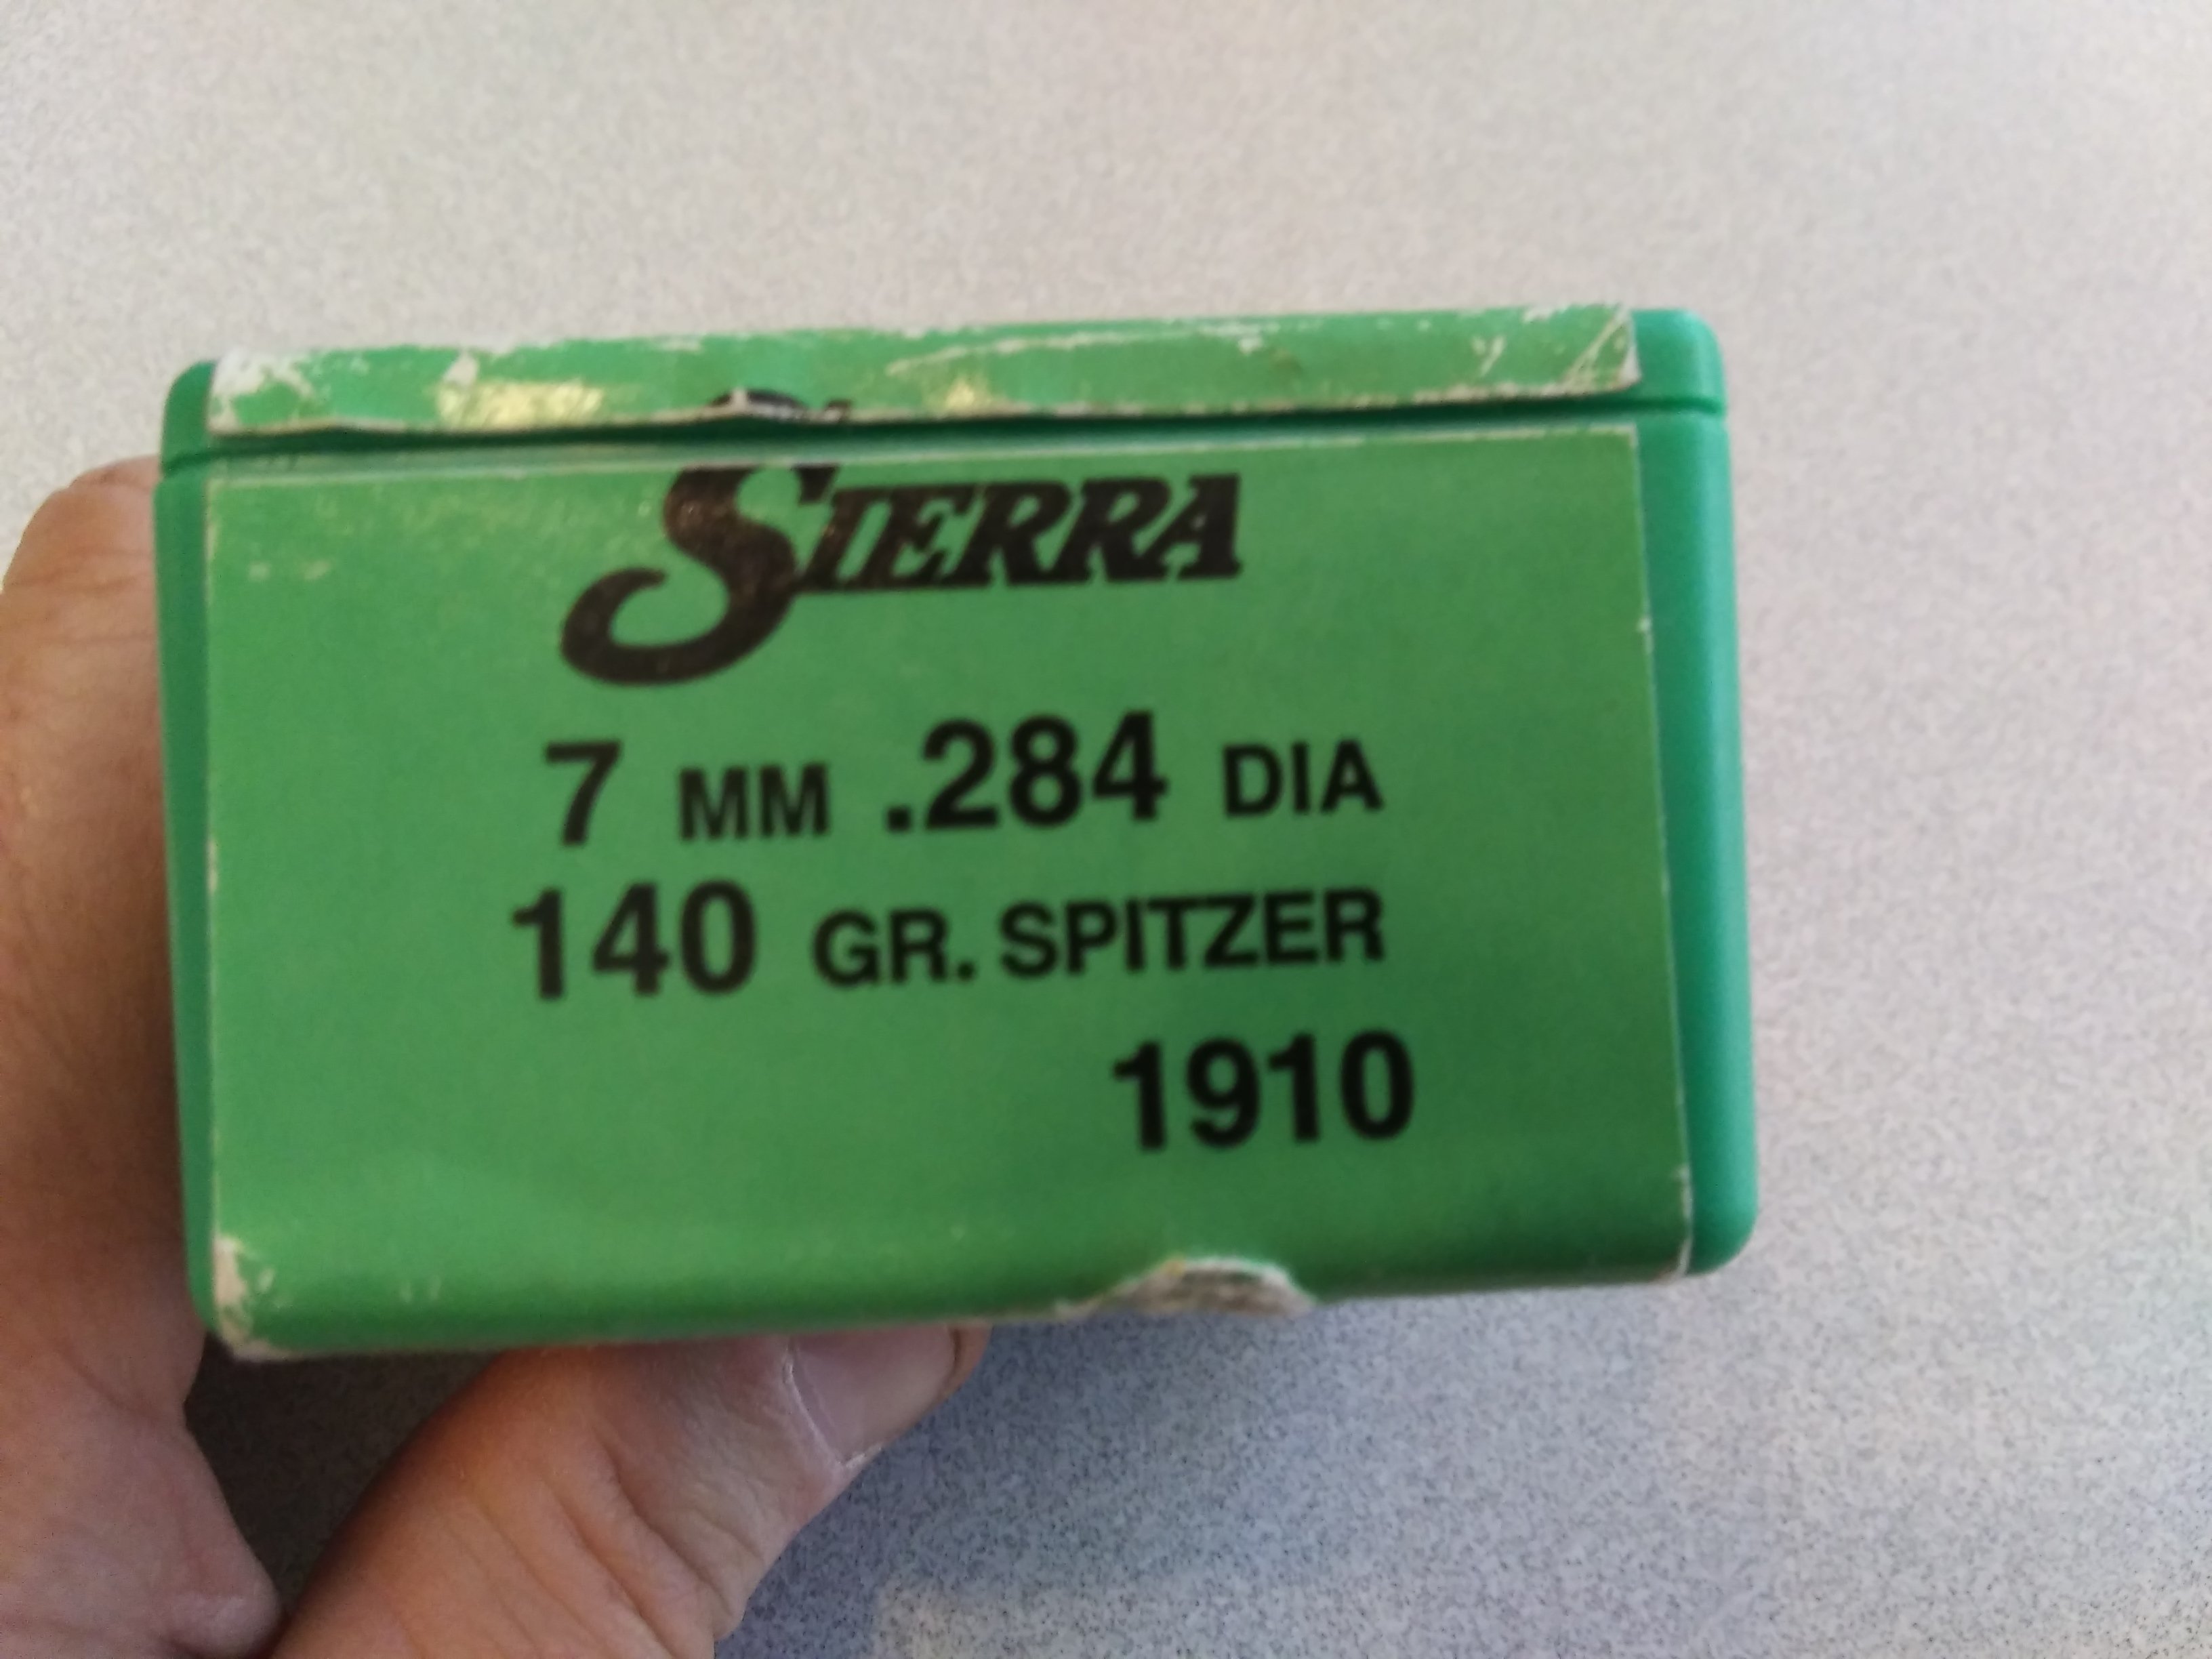 SIERRA
7 MM .284 DIA
140 GR. SPITZER
1910